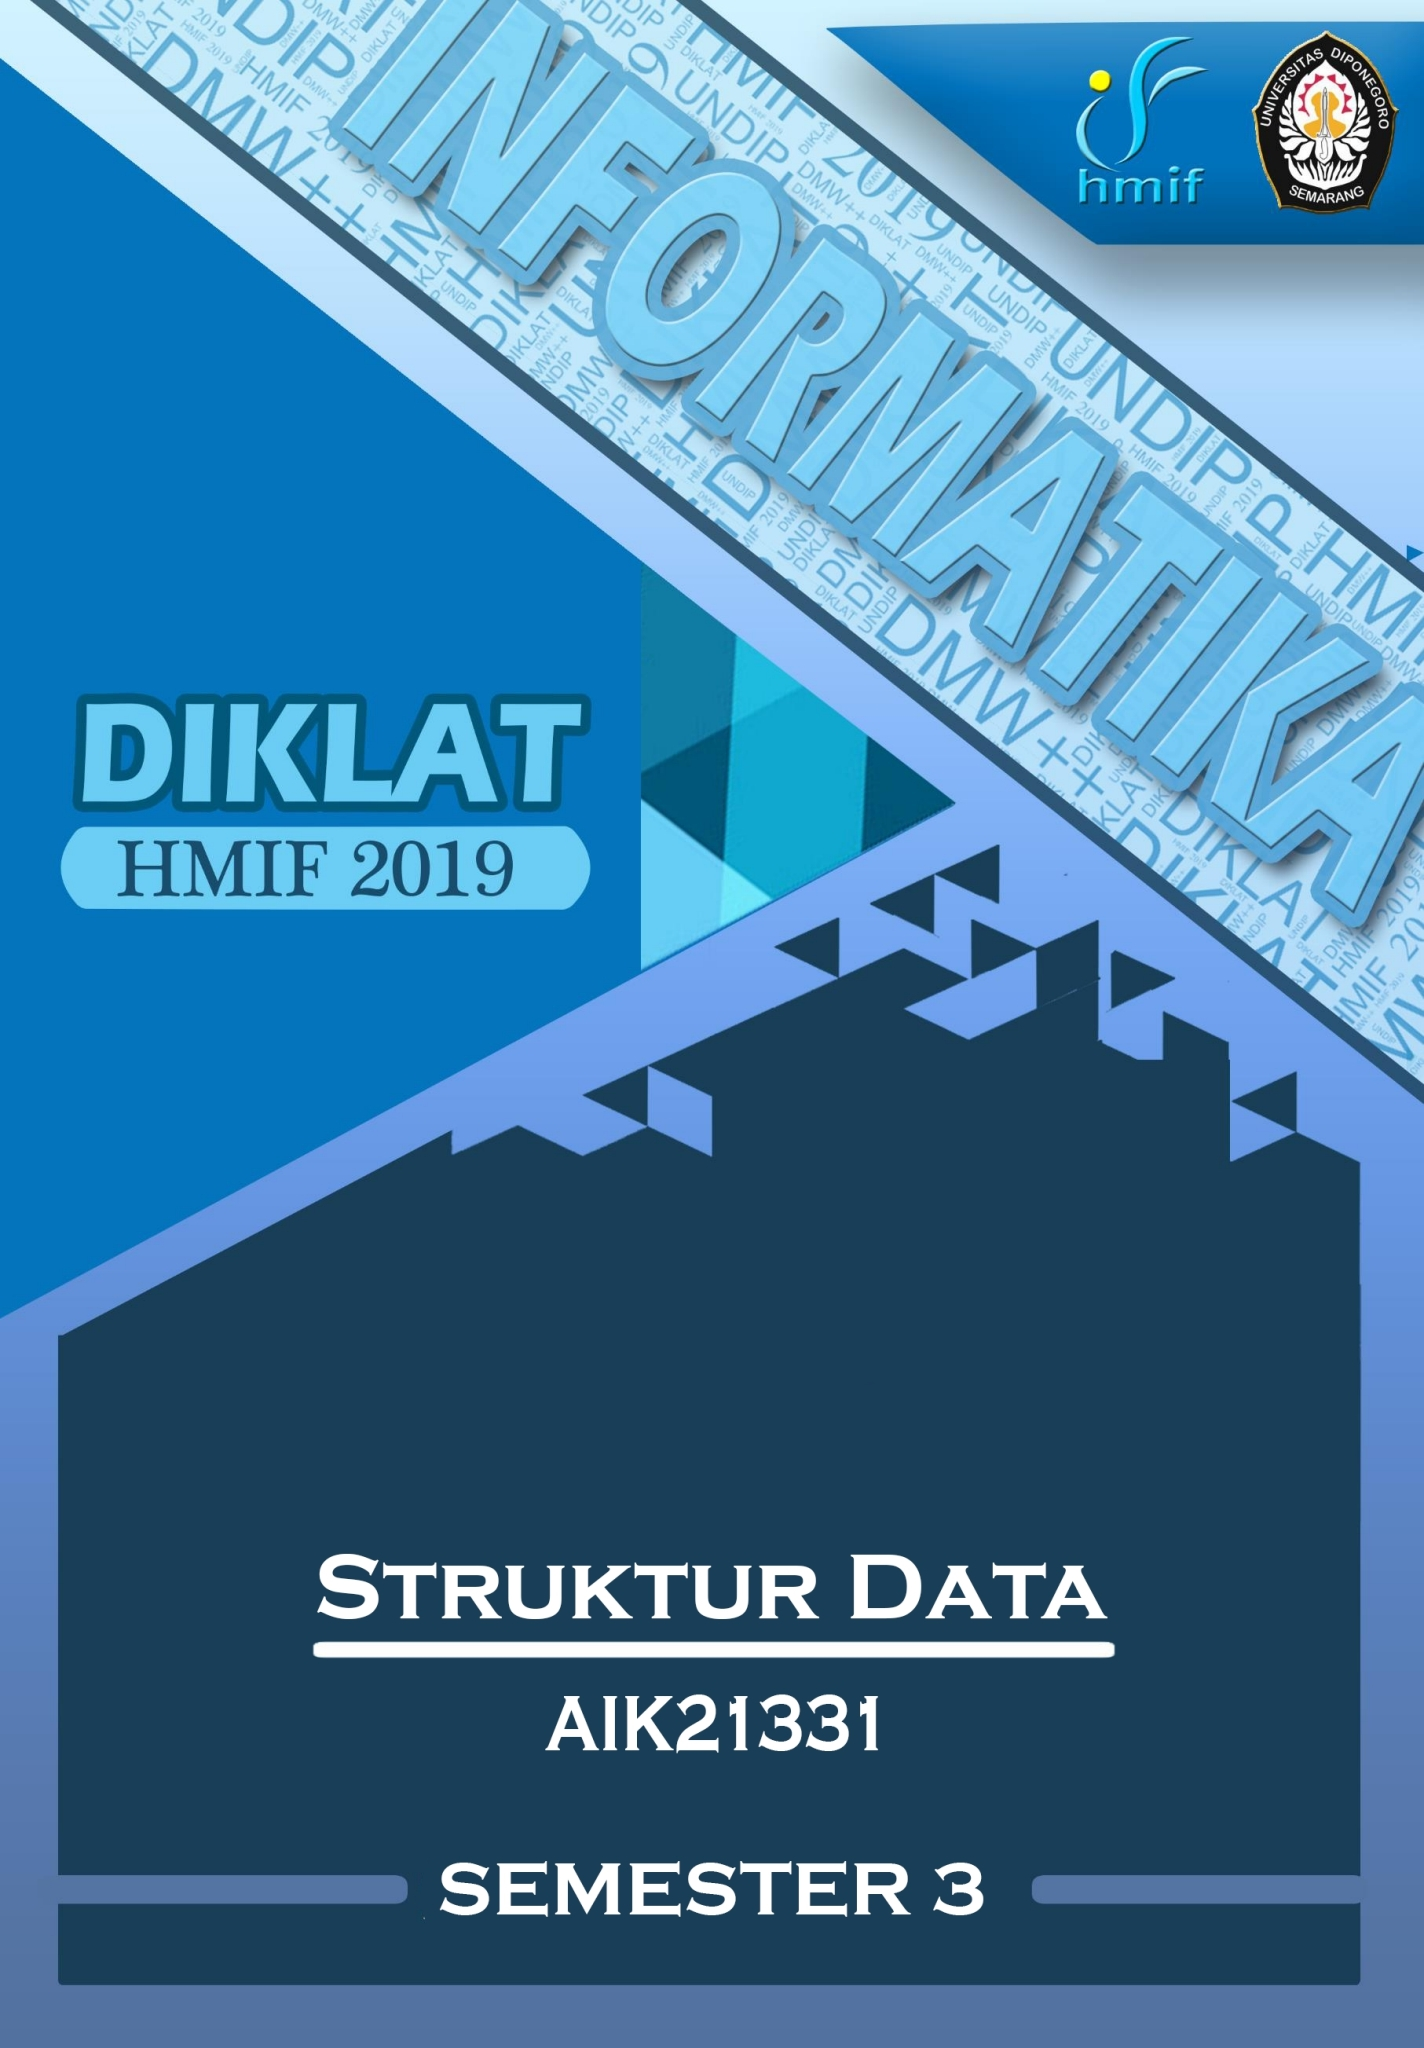 INFORMATIKA
hmif
UNIVERSITAS DIPONEGORO
SEMARANG
DIKLAT
HMIF 2019
STRUKTUR DATA
AIK21331
SEMESTER 3